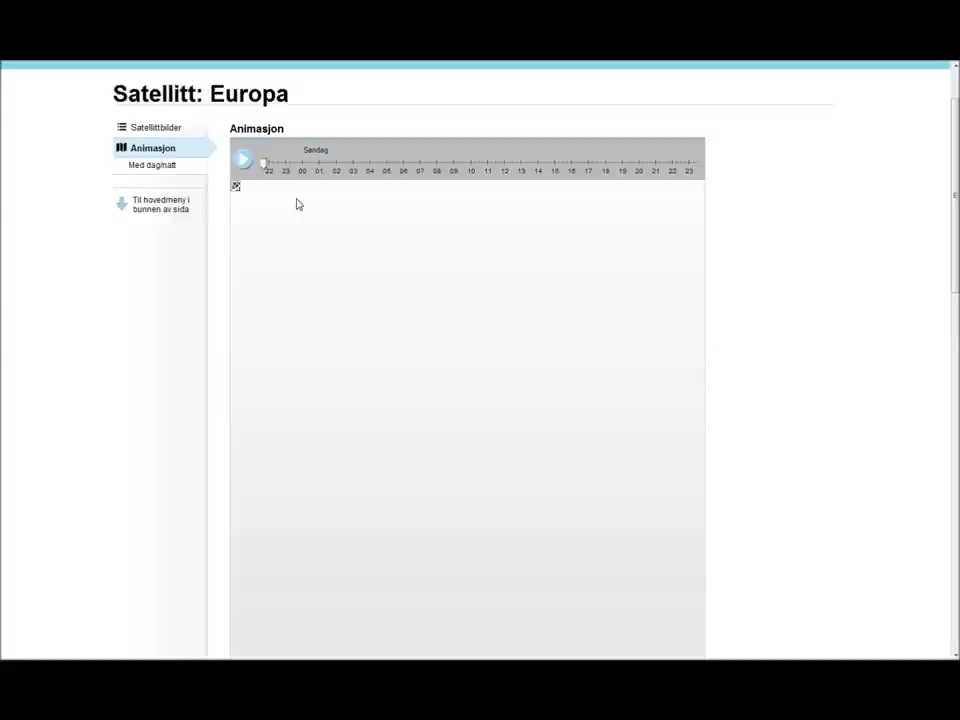 Satellitt: Europa
Satellittbilder
Animasjon
Med dag/natt
Til hovedmeny i
bunnen av sida
Animasjon
Søndag
22 23 00 01 02 03 04 05 06 07 08 09 10 11 12 13 14 15 16 17 18 19 20 21 22 23